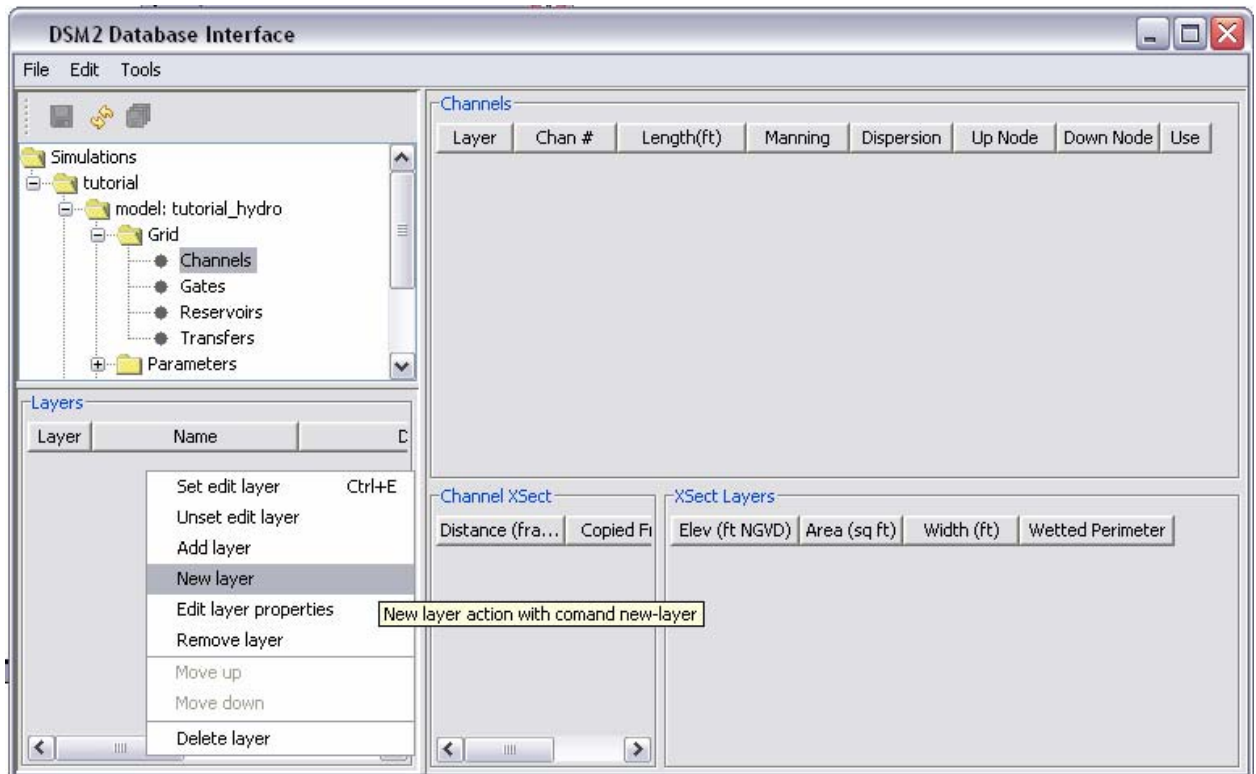 DSM2 Database Interface
File Edit Tools
Simulations
tutorial
model: tutorial_hydro
Grid
Channels
Gates
Reservoirs
Transfers
Parameters
Layers
Layer Name D
Set edit layer Ctrl+E
Unset edit layer
Add layer
New layer
Edit layer properties
Remove layer
Move up
Move down
Delete layer
New layer action with comand new-layer
Channels
Layer Chan # Length(ft) Manning Dispersion Up Node Down Node Use
Channel XSect
Distance (fra... Copied Fr
XSect Layers
Elev (ft NGVD) Area (sq ft) Width (ft) Wetted Perimeter